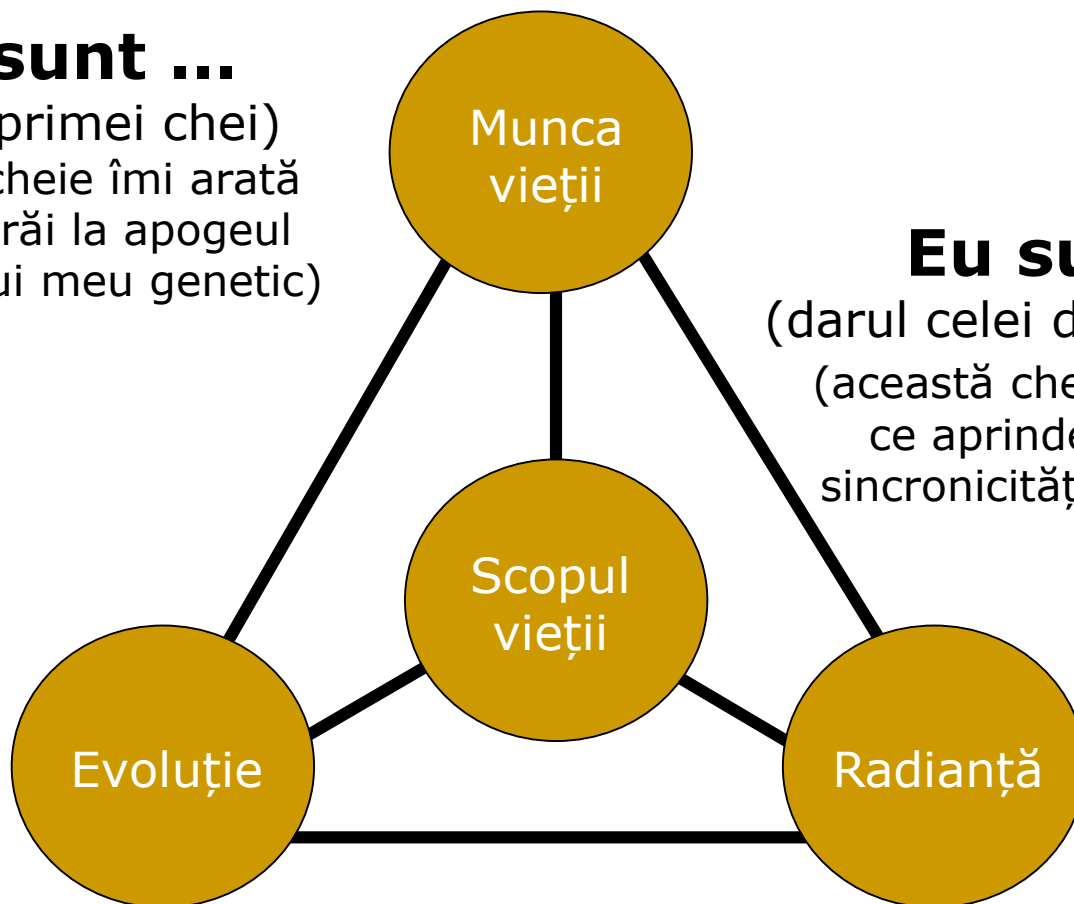 sunt …
primei chei)
cheie îmi arată
răi la apogeul
ui meu genetic)
Munca
vieții
Eu su
(darul celei d
(această che
ce aprinde
sincronicităț
Scopul
vieții
Evoluție
Radianță